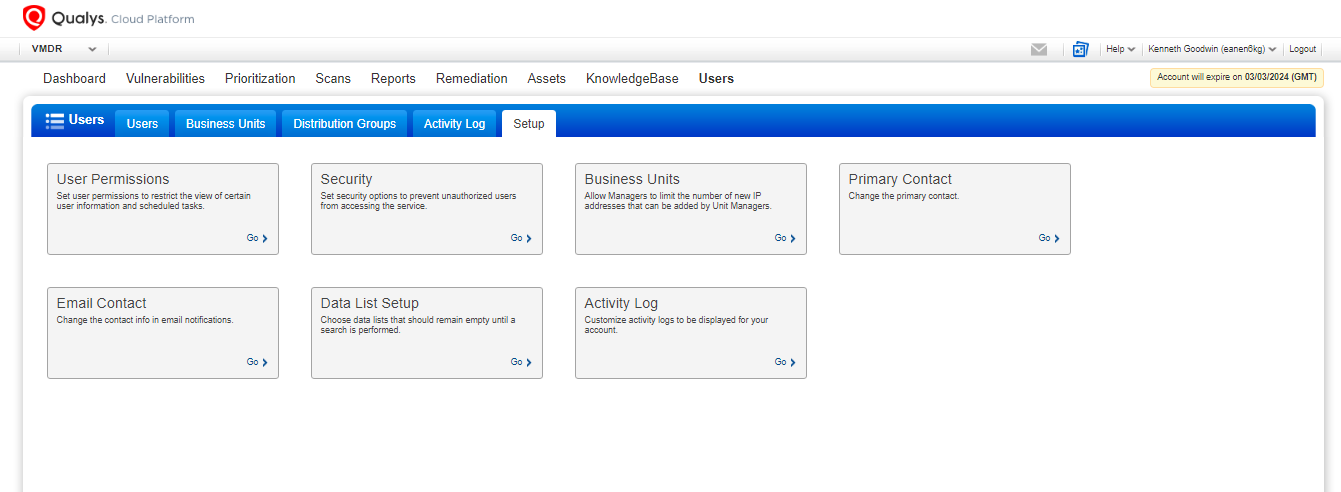 Qualys. Cloud Platform
VMDR
Help
Kenneth Goodwin (eanen6kg)
Logout
Dashboard Vulnerabilities Prioritization Scans Reports Remediation Assets KnowledgeBase Users
Account will expire on 03/03/2024 (GMT)
Users
Users Business Units Distribution Groups Activity Log Setup
User Permissions
Set user permissions to restrict the view of certain
user information and scheduled tasks.
Go
Security
Set security options to prevent unauthorized users
from accessing the service.
Go
Business Units
Allow Managers to limit the number of new IP
addresses that can be added by Unit Managers.
Go
Primary Contact
Change the primary contact.
Go
Email Contact
Change the contact info in email notifications.
Go
Data List Setup
Choose data lists that should remain empty until a
search is performed.
Go
Activity Log
Customize activity logs to be displayed for your
account.
Go